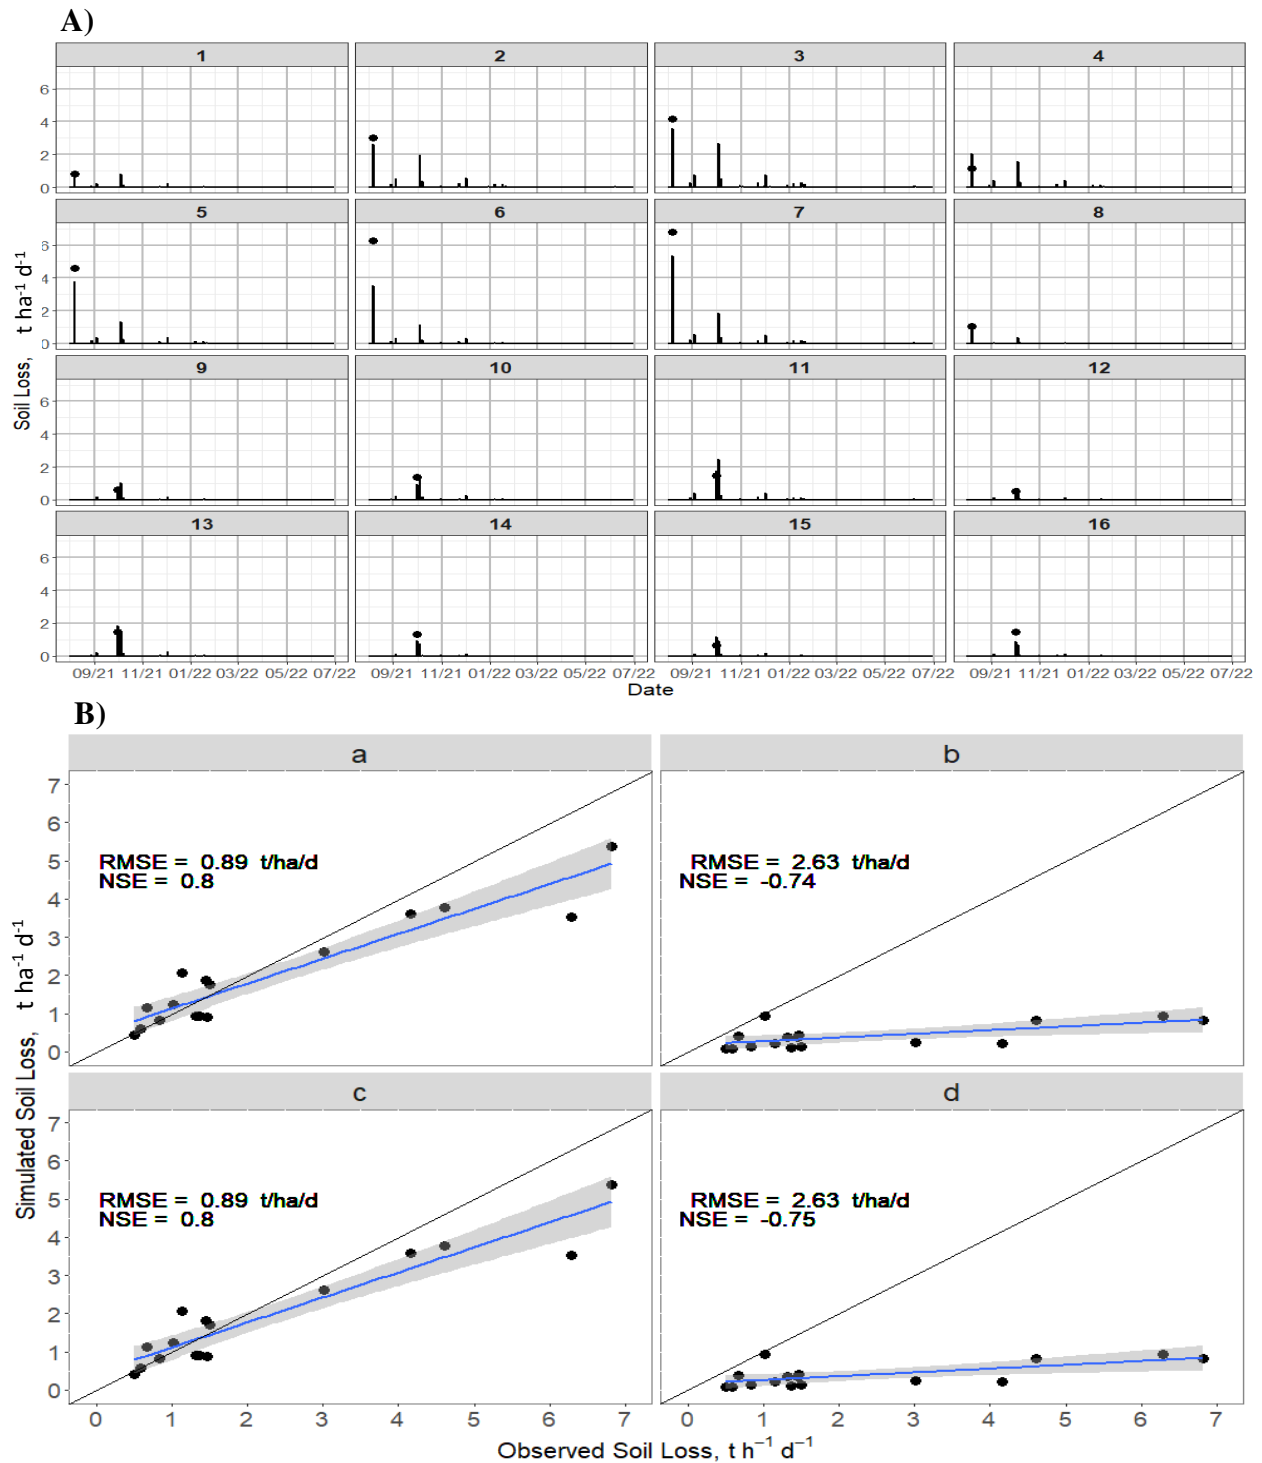 A)
1 2 3 4
6
4
2
0
5 6 7 8
6
4
2
0
9 10 11 12
6
4
2
0
13 14 15 16
6
4
2
0
Soil Loss, t ha⁻¹ d⁻¹
09/21 11/21 01/22 03/22 05/22 07/22 09/21 11/21 01/22 03/22 05/22 07/22 09/21 11/21 01/22 03/22 05/22 07/22 09/21 11/21 01/22 03/22 05/22 07/22
Date
B)
a b
7
6
5
4
3
2
1
0
RMSE = 0.89 t/ha/d
NSE = 0.8
RMSE = 2.63 t/ha/d
NSE = -0.74
c d
7
6
5
4
3
2
1
0
RMSE = 0.89 t/ha/d
NSE = 0.8
RMSE = 2.63 t/ha/d
NSE = -0.75
Siimulated Soil Loss, t ha⁻¹ d⁻¹
0 1 2 3 4 5 6 7 0 1 2 3 4 5 6 7
Observed Soil Loss, t h⁻¹ d⁻¹